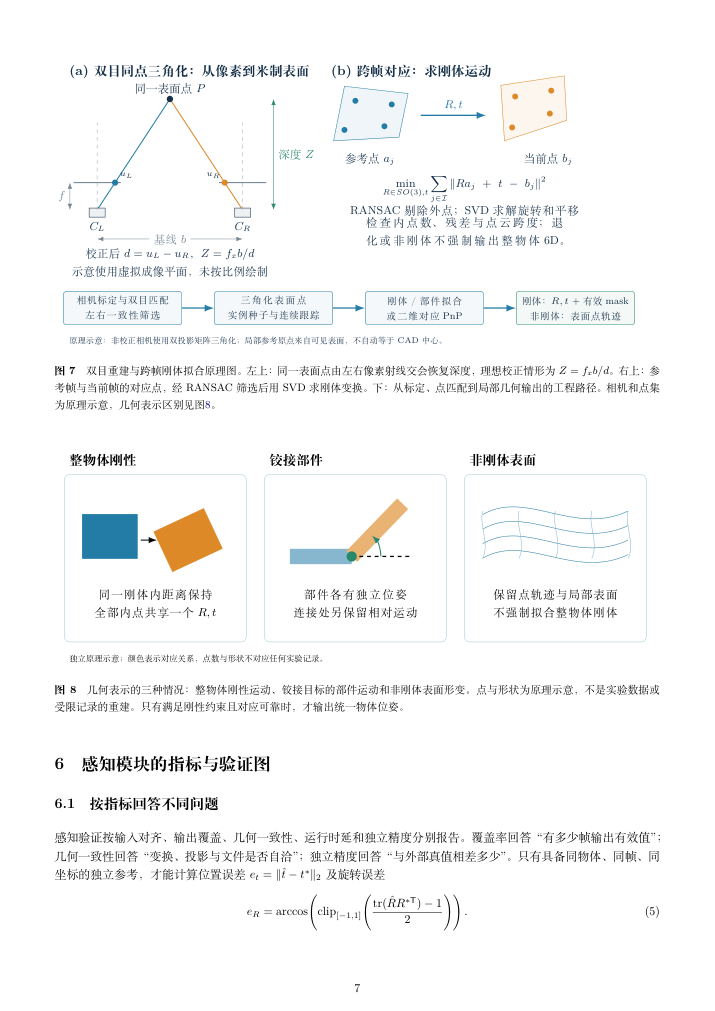 (a) 双目同点三角化：从像素到米制表面
同一表面点 P
u_L
u_R
深度 Z
f
C_L
C_R
基线 b
校正后 d = u_L − u_R，Z = f_x b/d
示意使用虚拟成像平面，未按比例绘制
(b) 跨帧对应：求刚体运动
R, t
参考点 a_j
当前点 b_j
min_{R∈SO(3),t} ∑_{j∈ℐ} ‖Ra_j + t − b_j‖²
RANSAC 剔除外点；SVD 求解旋转和平移
检查内点数、残差与点云跨度；退
化或非刚体不强制输出整物体 6D。
相机标定与双目匹配
左右一致性筛选
三角化表面点
实例种子与连续跟踪
刚体 / 部件拟合
或二维对应 PnP
刚体：R, t + 有效 mask
非刚体：表面点轨迹
原理示意：非校正相机使用双投影矩阵三角化；局部参考原点来自可见表面，不自动等于 CAD 中心。
图 7 双目重建与跨帧刚体拟合原理图。左上：同一表面点由左右像素射线交会恢复深度，理想校正情形为 Z = f_x b/d。右上：参
考帧与当前帧的对应点，经 RANSAC 筛选后用 SVD 求刚体变换。下：从标定、点匹配到局部几何输出的工程路径。相机和点集
为原理示意，几何表示区别见图8。
整物体刚性
铰接部件
非刚体表面
同一刚体内距离保持
全部内点共享一个 R, t
部件各有独立位姿
连接处另保留相对运动
保留点轨迹与局部表面
不强制拟合整物体刚体
独立原理示意：颜色表示对应关系，点数与形状不对应任何实验记录。
图 8 几何表示的三种情况：整物体刚性运动、铰接目标的部件运动和非刚体表面形变。点与形状为原理示意，不是实验数据或
受限记录的重建。只有满足刚性约束且对应可靠时，才输出统一物体位姿。
6 感知模块的指标与验证图
6.1 按指标回答不同问题
感知验证按输入对齐、输出覆盖、几何一致性、运行时延和独立精度分别报告。覆盖率回答 “有多少帧输出有效值”；
几何一致性回答 “变换、投影与文件是否自洽”；独立精度回答 “与外部真值相差多少”。只有具备同物体、同帧、同
坐标的独立参考，才能计算位置误差 e_t = ‖t̂ − t*‖₂ 及旋转误差
e_R = arccos(clip_{[−1,1]}((tr(R̂R*ᵀ) − 1)/2)). (5)
7